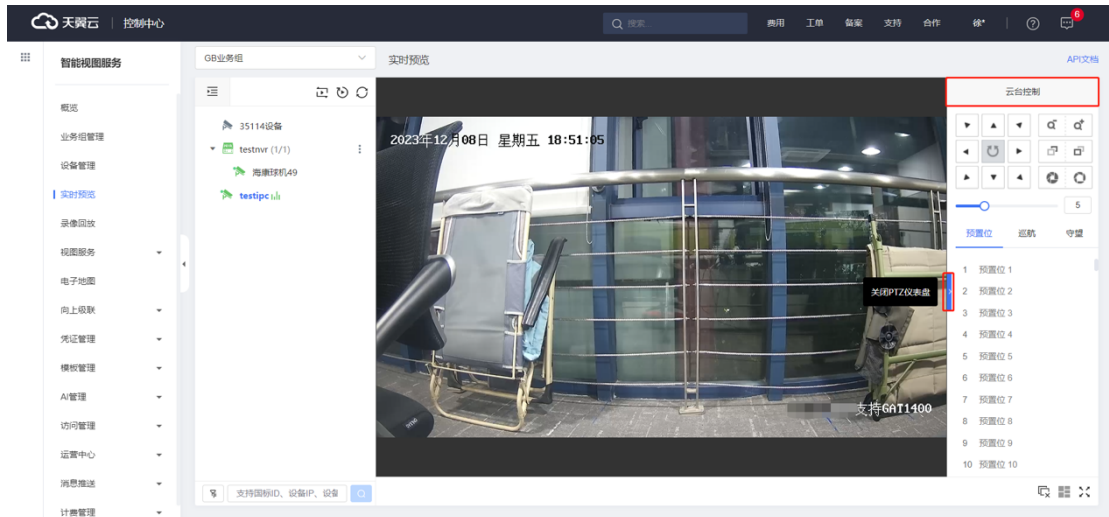 天翼云 控制中心 搜索... 费用 工单 备案 支持 合作 徐* 6
智能视图服务
概览
业务组管理
设备管理
实时预览
录像回放
视图服务
电子地图
向上级联
凭证管理
模板管理
AI管理
访问管理
运营中心
消息推送
计费管理
GB业务组
35114设备
testnvr (1/1)
海康球机49
testipc
支持国标ID、设备IP、设备
实时预览
API文档
2023年12月08日 星期五 18:51:05
关闭PTZ仪表盘
支持GAT1400
云台控制
5
预置位 巡航 守望
1 预置位 1
2 预置位 2
3 预置位 3
4 预置位 4
5 预置位 5
6 预置位 6
7 预置位 7
8 预置位 8
9 预置位 9
10 预置位 10